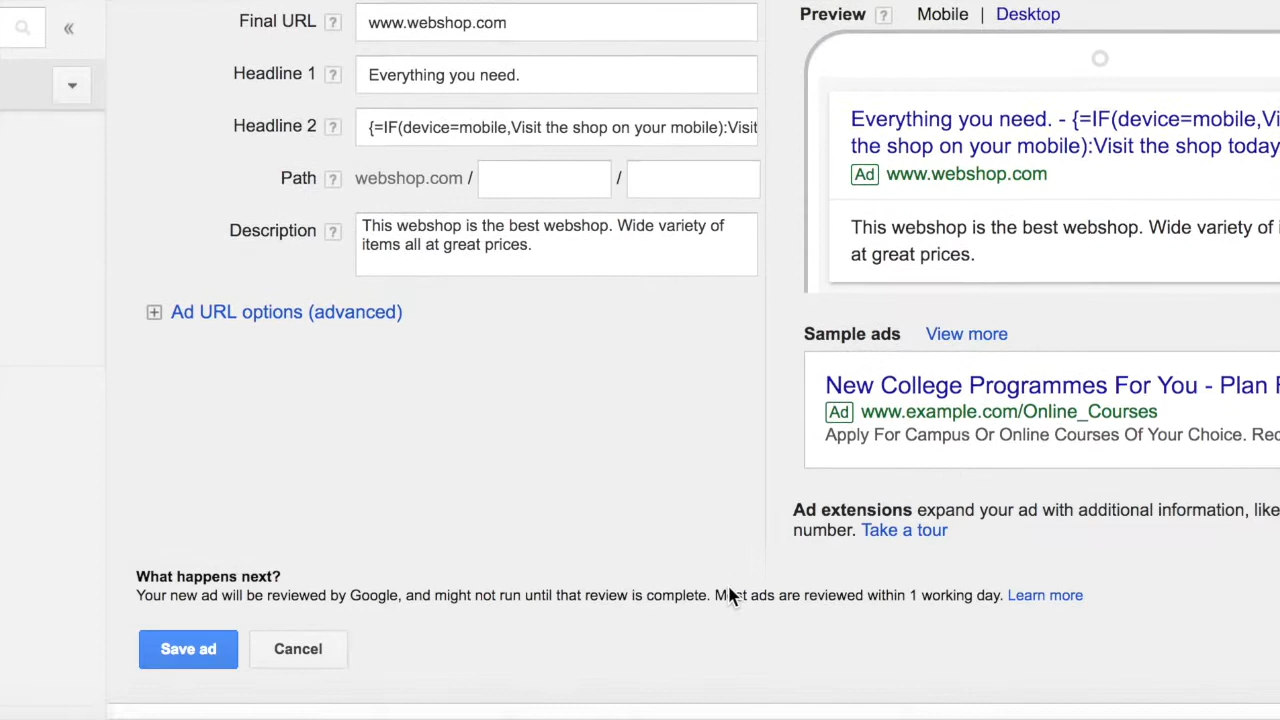 Final URL ? www.webshop.com
Headline 1 ? Everything you need.
Headline 2 ? {=IF(device=mobile,Visit the shop on your mobile):Visit
Path ? webshop.com / /
Description ? This webshop is the best webshop. Wide variety of
items all at great prices.
Ad URL options (advanced)
Preview ? Mobile | Desktop
Everything you need. - {=IF(device=mobile,Vi
the shop on your mobile):Visit the shop today
Ad www.webshop.com
This webshop is the best webshop. Wide variety of i
at great prices.
Sample ads View more
New College Programmes For You - Plan F
Ad www.example.com/Online_Courses
Apply For Campus Or Online Courses Of Your Choice. Rec
Ad extensions expand your ad with additional information, like
number. Take a tour
What happens next?
Your new ad will be reviewed by Google, and might not run until that review is complete. Most ads are reviewed within 1 working day. Learn more
Save ad Cancel